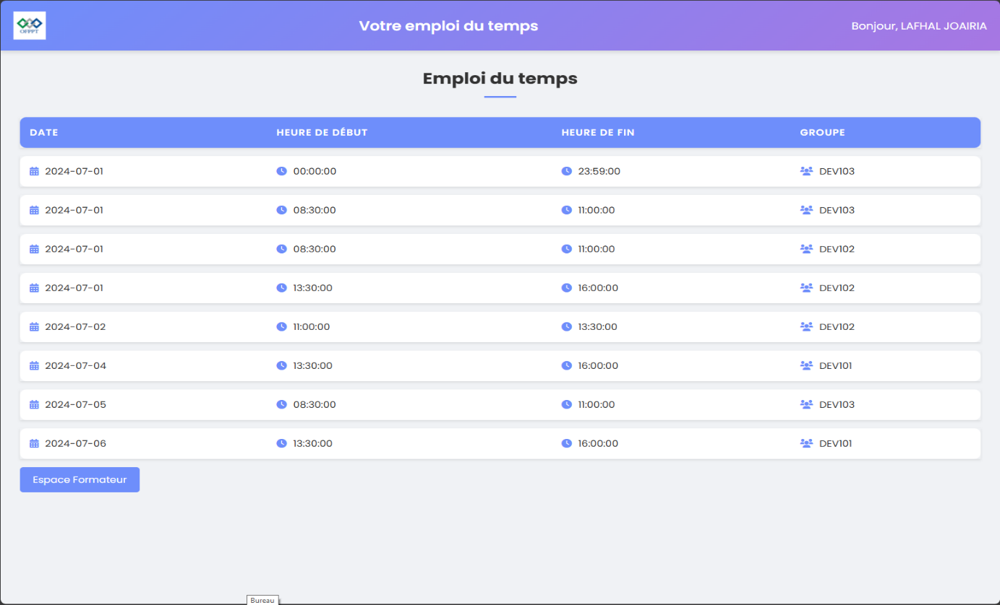 OFPPT
Votre emploi du temps
Bonjour, LAFHAL JOAIRIA
Emploi du temps
DATE HEURE DE DÉBUT HEURE DE FIN GROUPE
2024-07-01 00:00:00 23:59:00 DEV103
2024-07-01 08:30:00 11:00:00 DEV103
2024-07-01 08:30:00 11:00:00 DEV102
2024-07-01 13:30:00 16:00:00 DEV102
2024-07-02 11:00:00 13:30:00 DEV102
2024-07-04 13:30:00 16:00:00 DEV101
2024-07-05 08:30:00 11:00:00 DEV103
2024-07-06 13:30:00 16:00:00 DEV101
Espace Formateur
Bureau